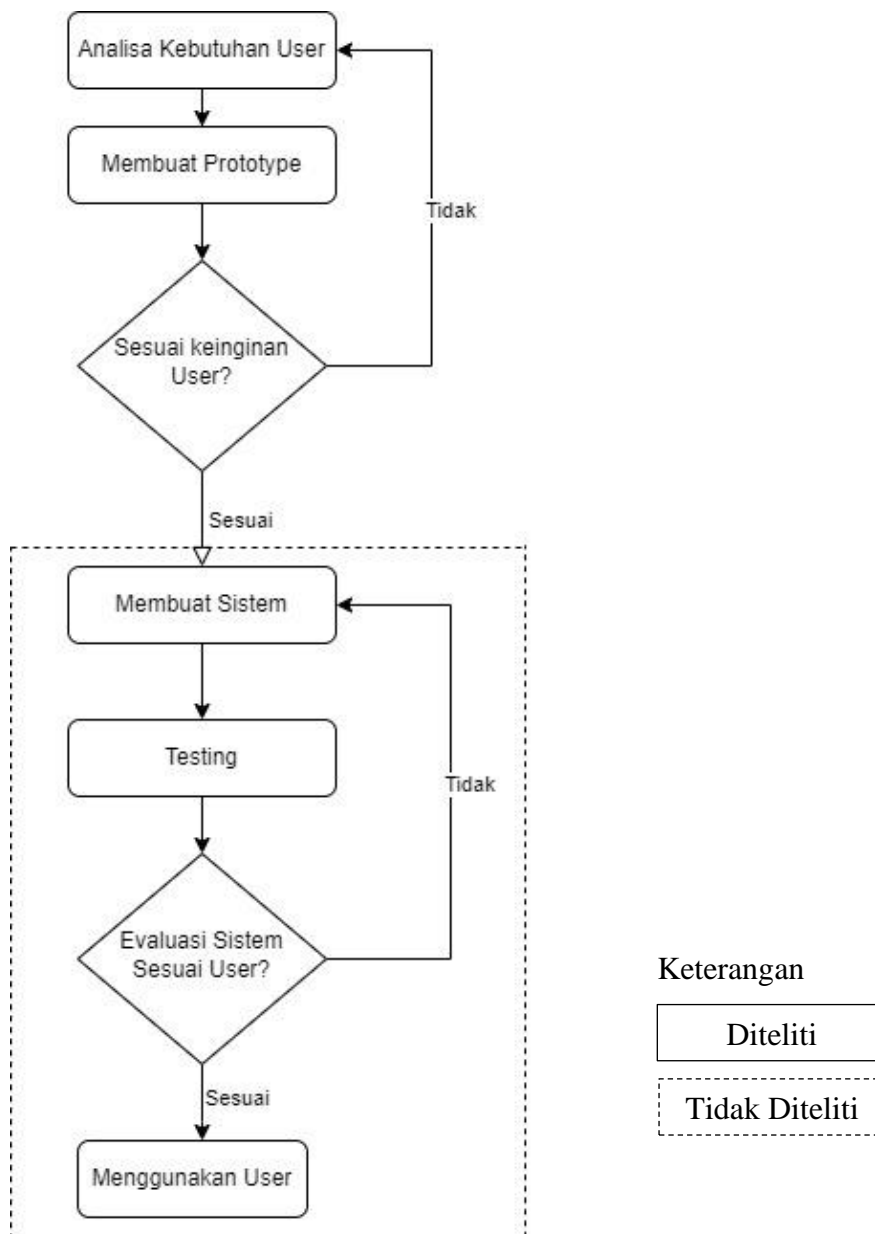 Analisa Kebutuhan User
Membuat Prototype
Tidak
Sesuai keinginan
User?
Sesuai
Membuat Sistem
Testing
Tidak
Evaluasi Sistem
Sesuai User?
Sesuai
Menggunakan User
Keterangan
Diteliti
Tidak Diteliti